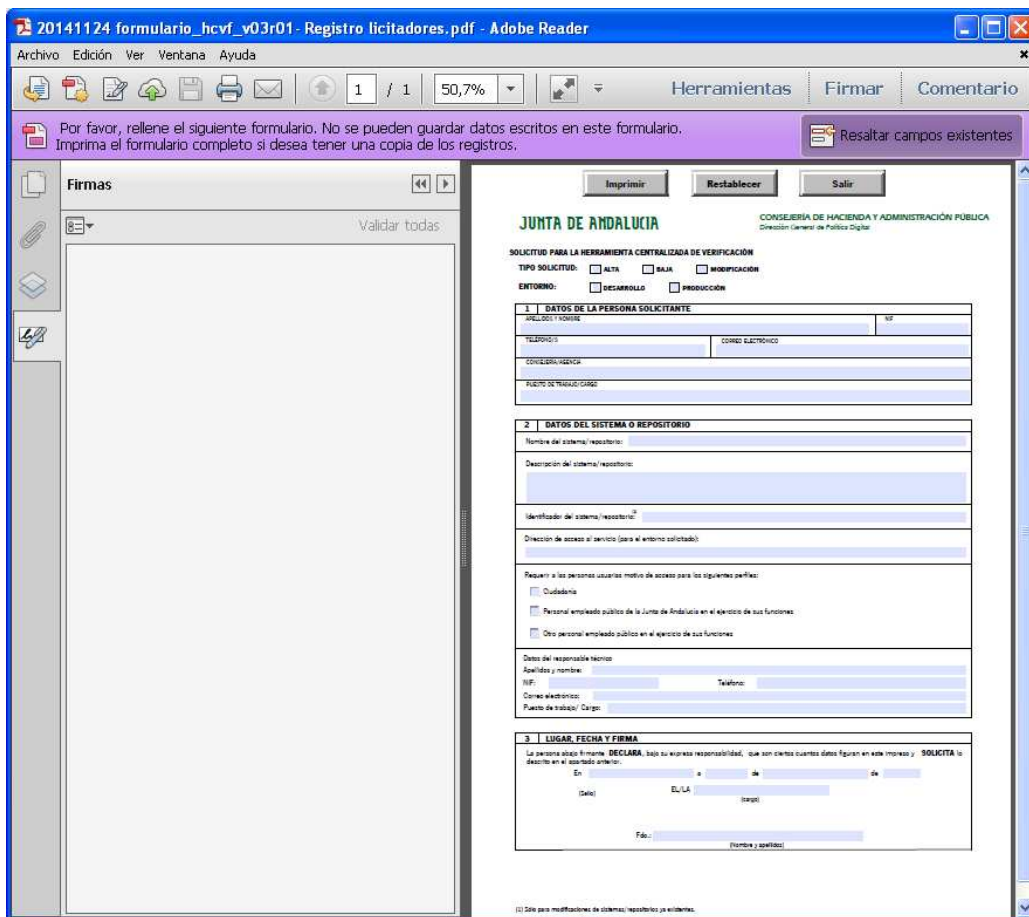 20141124 formulario_hcvf_v03r01- Registro licitadores.pdf - Adobe Reader
Archivo Edición Ver Ventana Ayuda
1 / 1 50,7% Herramientas Firmar Comentario
Por favor, rellene el siguiente formulario. No se pueden guardar datos escritos en este formulario.
Imprima el formulario completo si desea tener una copia de los registros.
Resaltar campos existentes
Firmas
Validar todas
Imprimir Restablecer Salir
JUNTA DE ANDALUCIA
CONSEJERÍA DE HACIENDA Y ADMINISTRACIÓN PÚBLICA
Dirección General de Política Digital
SOLICITUD PARA LA HERRAMIENTA CENTRALIZADA DE VERIFICACIÓN
TIPO SOLICITUD: ALTA BAJA MODIFICACIÓN
ENTORNO: DESARROLLO PRODUCCIÓN
1 DATOS DE LA PERSONA SOLICITANTE
APELLIDOS Y NOMBRE NIF
TELÉFONO/S CORREO ELECTRÓNICO
CONSEJERÍA/AGENCIA
PUESTO DE TRABAJO/CARGO
2 DATOS DEL SISTEMA O REPOSITORIO
Nombre del sistema/repositorio:
Descripción del sistema/repositorio:
Identificador del sistema/repositorio:
Dirección de acceso al servicio (para el entorno solicitado):
Requerir a las personas usuarias motivo de acceso para los siguientes perfiles:
Ciudadanía
Personal empleado público de la Junta de Andalucía en el ejercicio de sus funciones
Otro personal empleado público en el ejercicio de sus funciones
Datos del responsable técnico
Apellidos y nombre:
NIF: Teléfono:
Correo electrónico:
Puesto de trabajo/ Cargo:
3 LUGAR, FECHA Y FIRMA
La persona abajo firmante DECLARA, bajo su expresa responsabilidad, que son ciertos cuantos datos figuran en este impreso y SOLICITA lo
descrito en el apartado anterior.
En a de de
(Sello) EL/LA
(cargo)
Fdo.:
(Nombre y apellidos)
(1) Sólo para modificaciones de sistemas/repositorios ya existentes.